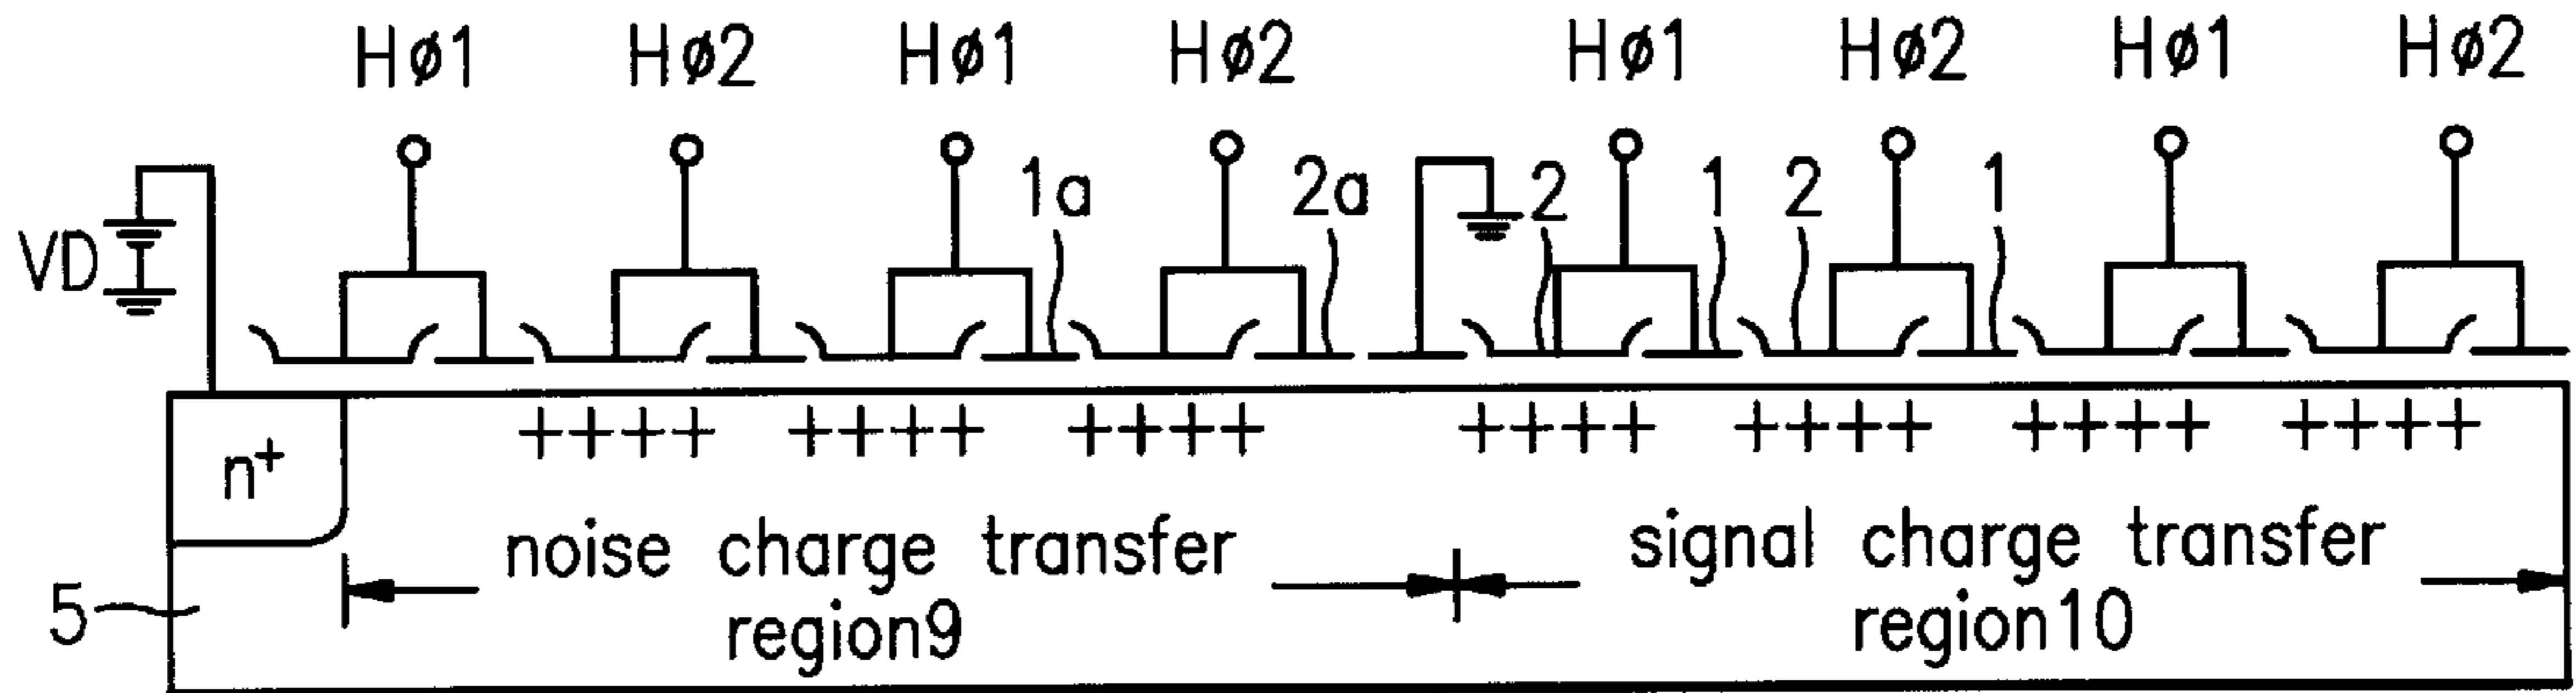 Hø1 Hø2 Hø1 Hø2 Hø1 Hø2 Hø1 Hø2
1a 2a 2 1 2 1
VD
++++ ++++ ++++ ++++ ++++ ++++ ++++
n+
noise charge transfer
region9
signal charge transfer
region10
5